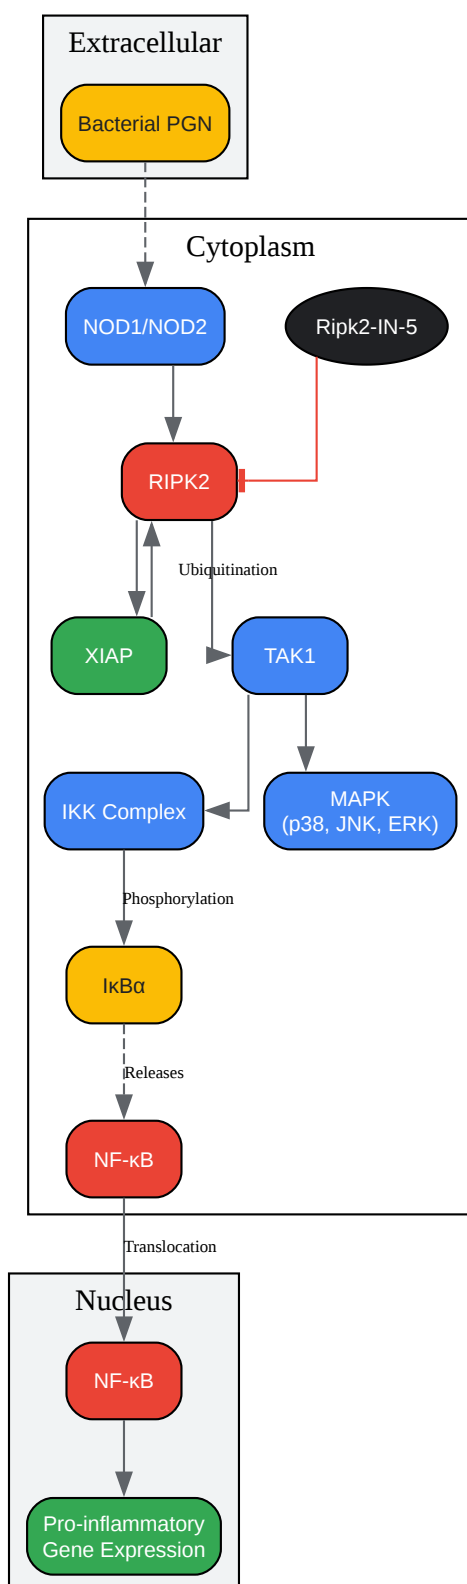 Extracellular
Bacterial PGN
Cytoplasm
NOD1/NOD2
Ripk2-IN-5
RIPK2
Ubiquitination
XIAP
TAK1
IKK Complex
MAPK
(p38, JNK, ERK)
Phosphorylation
IκBα
Releases
NF-κB
Translocation
Nucleus
NF-κB
Pro-inflammatory
Gene Expression